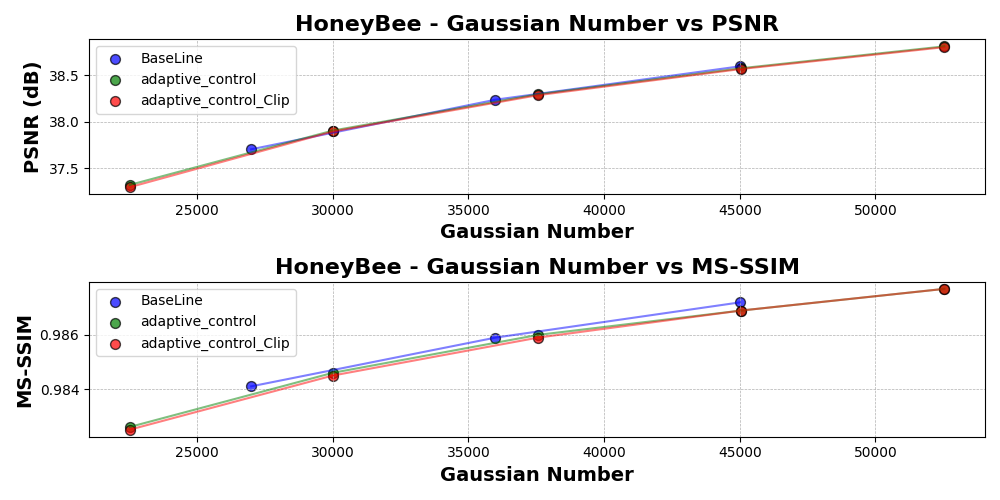 HoneyBee - Gaussian Number vs PSNR
PSNR (dB)
38.5
38.0
37.5
BaseLine
adaptive_control
adaptive_control_Clip
25000 30000 35000 40000 45000 50000
Gaussian Number
HoneyBee - Gaussian Number vs MS-SSIM
MS-SSIM
0.986
0.984
BaseLine
adaptive_control
adaptive_control_Clip
25000 30000 35000 40000 45000 50000
Gaussian Number